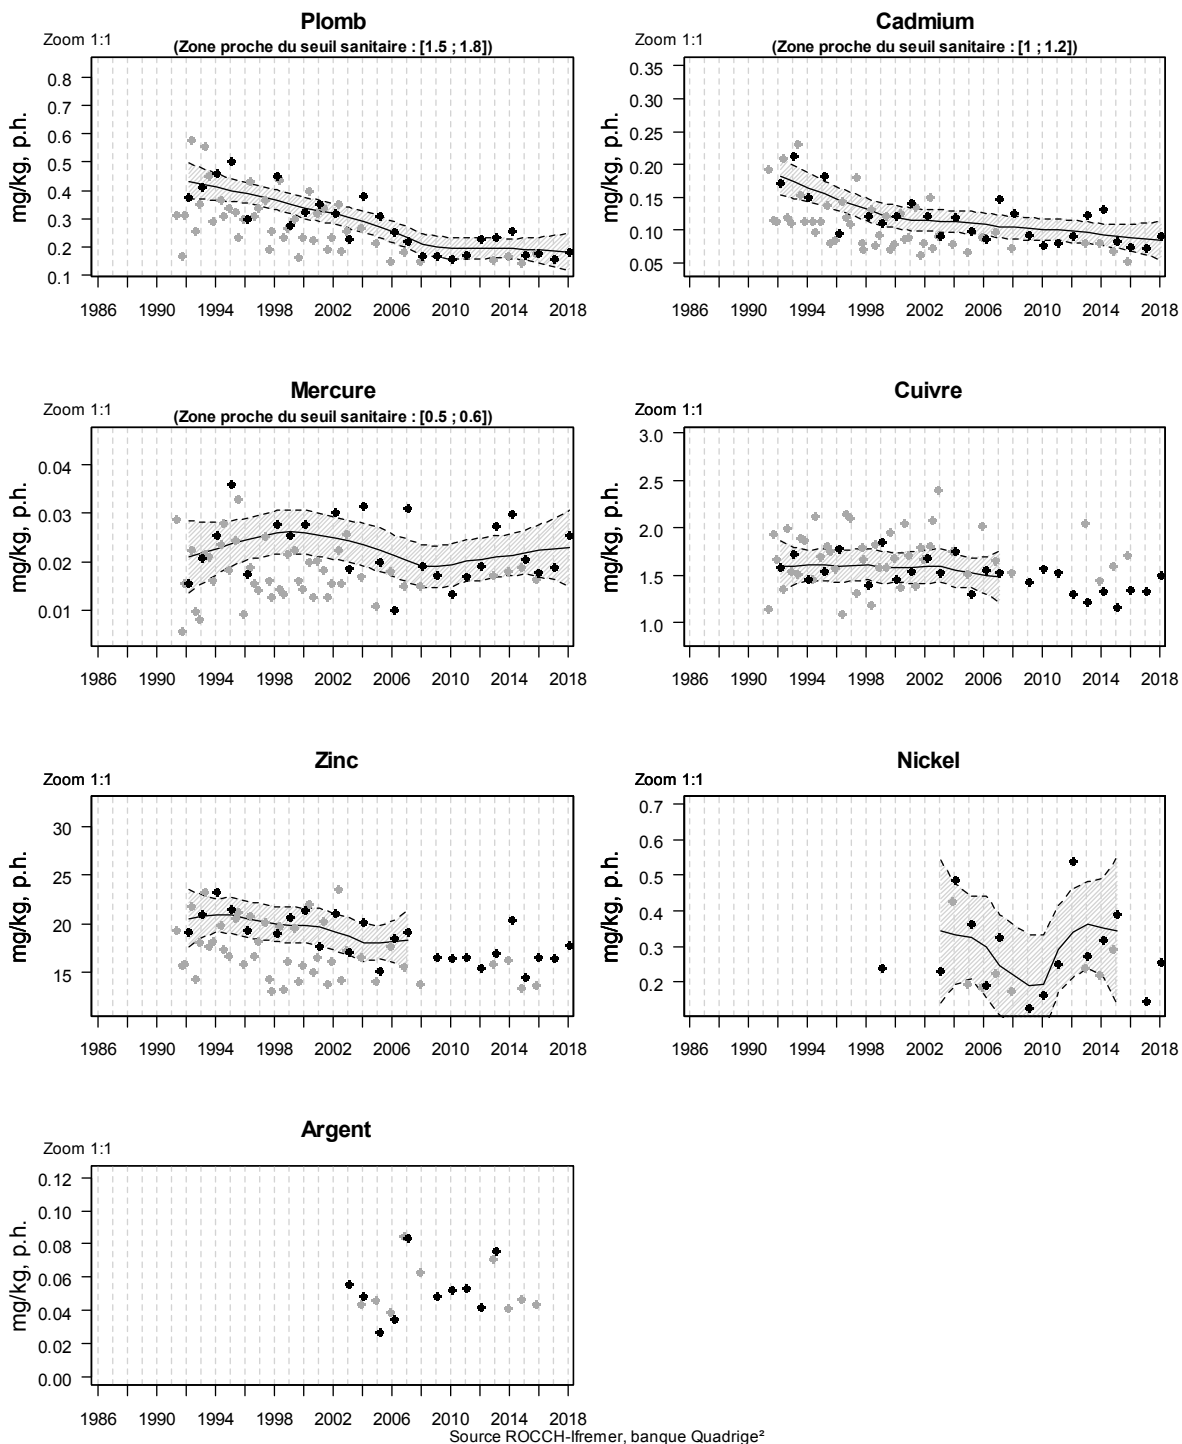 Plomb
Zoom 1:1
(Zone proche du seuil sanitaire : [1.5 ; 1.8])
mg/kg, p.h.
0.8
0.7
0.6
0.5
0.4
0.3
0.2
0.1
1986 1990 1994 1998 2002 2006 2010 2014 2018
Cadmium
Zoom 1:1
(Zone proche du seuil sanitaire : [1 ; 1.2])
mg/kg, p.h.
0.35
0.30
0.25
0.20
0.15
0.10
0.05
1986 1990 1994 1998 2002 2006 2010 2014 2018
Mercure
Zoom 1:1
(Zone proche du seuil sanitaire : [0.5 ; 0.6])
mg/kg, p.h.
0.04
0.03
0.02
0.01
1986 1990 1994 1998 2002 2006 2010 2014 2018
Cuivre
Zoom 1:1
mg/kg, p.h.
3.0
2.5
2.0
1.5
1.0
1986 1990 1994 1998 2002 2006 2010 2014 2018
Zinc
Zoom 1:1
mg/kg, p.h.
30
25
20
15
1986 1990 1994 1998 2002 2006 2010 2014 2018
Nickel
Zoom 1:1
mg/kg, p.h.
0.7
0.6
0.5
0.4
0.3
0.2
1986 1990 1994 1998 2002 2006 2010 2014 2018
Argent
Zoom 1:1
mg/kg, p.h.
0.12
0.10
0.08
0.06
0.04
0.02
0.00
1986 1990 1994 1998 2002 2006 2010 2014 2018
Source ROCCH-Ifremer, banque Quadrige²